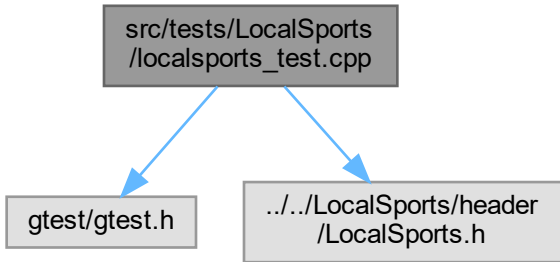 src/tests/LocalSports
/localsports_test.cpp
gtest/gtest.h
../../LocalSports/header
/LocalSports.h